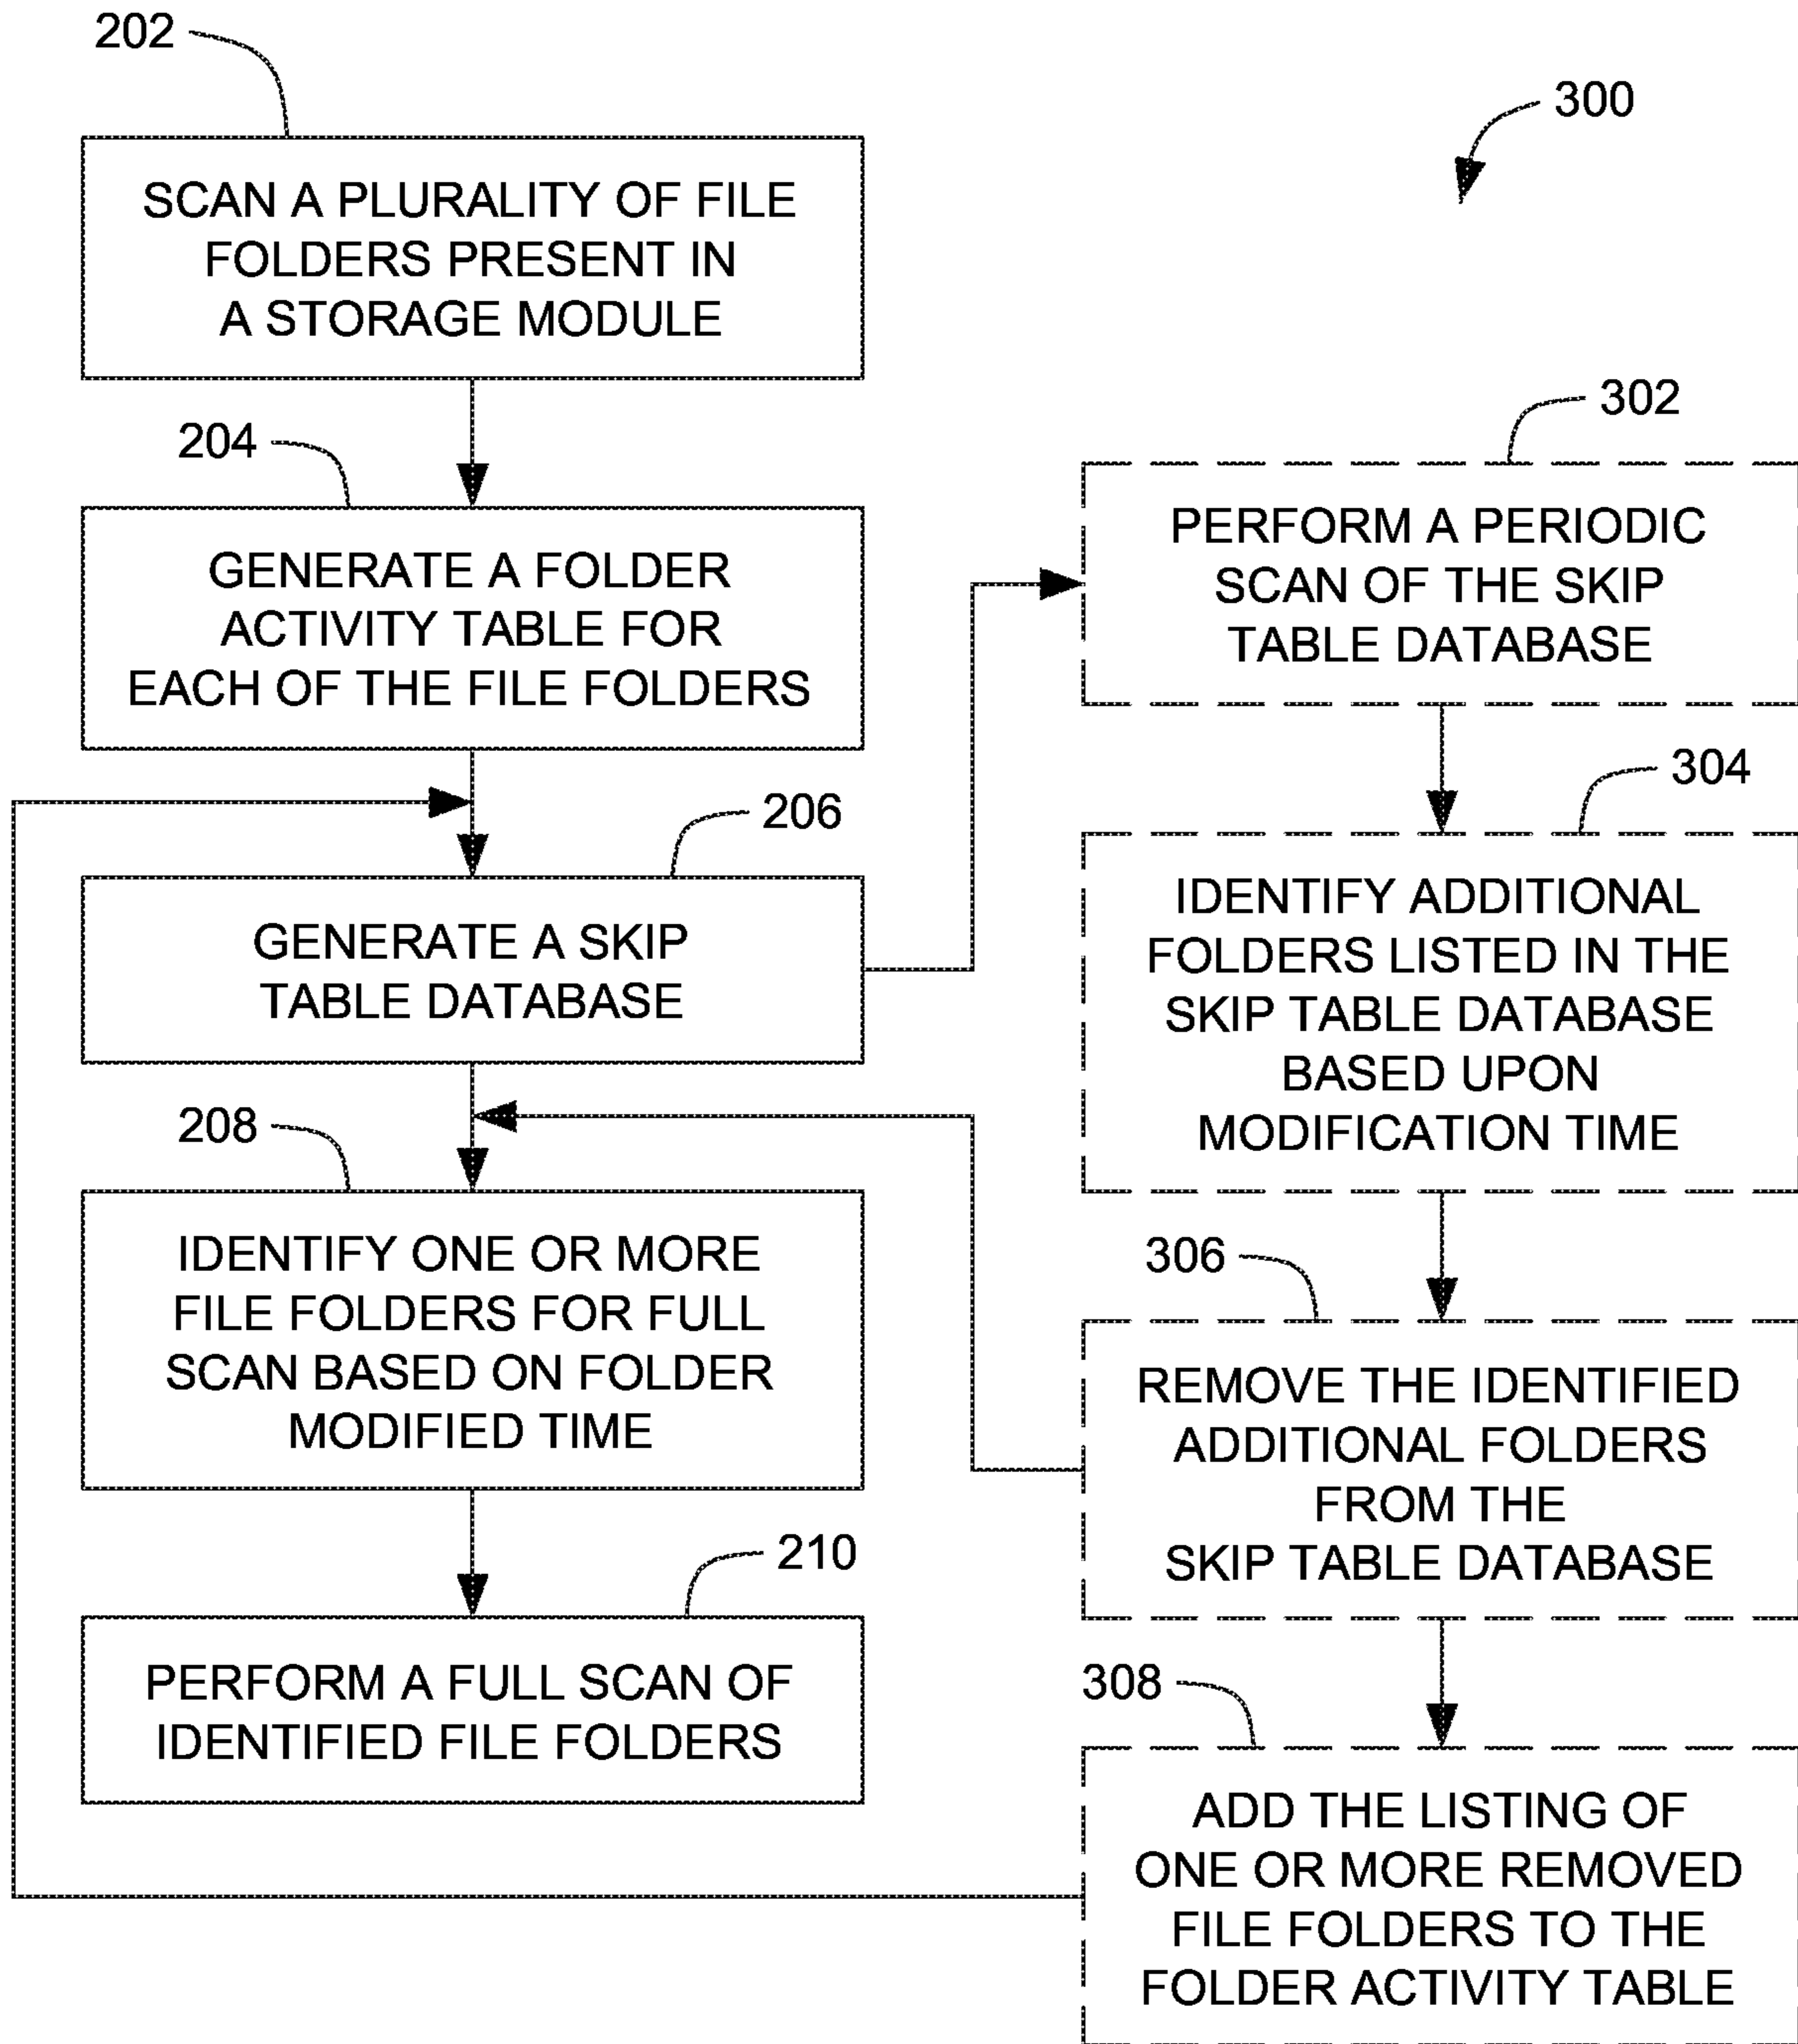 202
SCAN A PLURALITY OF FILE
FOLDERS PRESENT IN
A STORAGE MODULE
204
GENERATE A FOLDER
ACTIVITY TABLE FOR
EACH OF THE FILE FOLDERS
206
GENERATE A SKIP
TABLE DATABASE
208
IDENTIFY ONE OR MORE
FILE FOLDERS FOR FULL
SCAN BASED ON FOLDER
MODIFIED TIME
210
PERFORM A FULL SCAN OF
IDENTIFIED FILE FOLDERS
300
302
PERFORM A PERIODIC
SCAN OF THE SKIP
TABLE DATABASE
304
IDENTIFY ADDITIONAL
FOLDERS LISTED IN THE
SKIP TABLE DATABASE
BASED UPON
MODIFICATION TIME
306
REMOVE THE IDENTIFIED
ADDITIONAL FOLDERS
FROM THE
SKIP TABLE DATABASE
308
ADD THE LISTING OF
ONE OR MORE REMOVED
FILE FOLDERS TO THE
FOLDER ACTIVITY TABLE